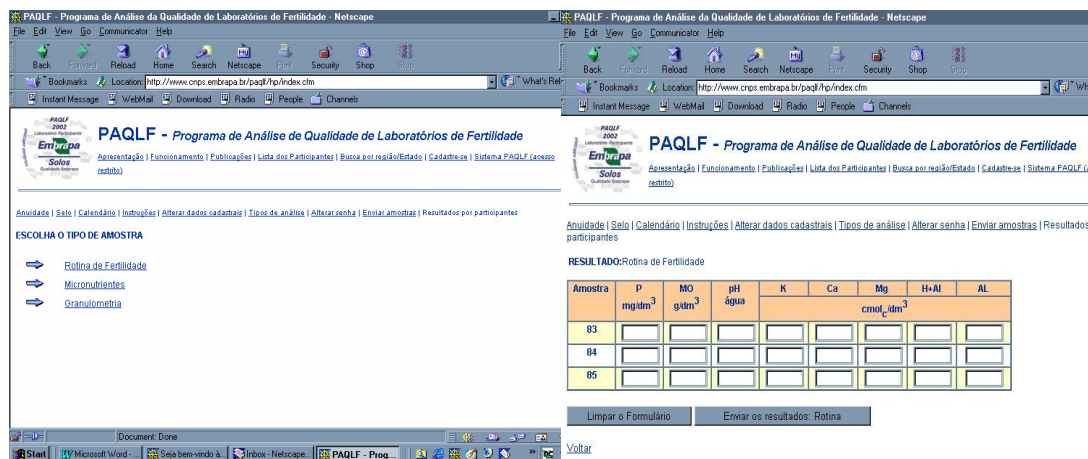 PAQLF - Programa de Análise da Qualidade de Laboratórios de Fertilidade - Netscape
File Edit View Go Communicator Help
Back Forward Reload Home Search Netscape Print Security Shop Stop
Bookmarks Location: http://www.cnps.embrapa.br/paqlf/hp/index.cfm What's Rel
Instant Message WebMail Download Radio People Channels
PAQLF
2002
Laboratório Participante
Embrapa
Solos
Qualidade Embrapa
PAQLF - Programa de Análise de Qualidade de Laboratórios de Fertilidade
Apresentação | Funcionamento | Publicações | Lista dos Participantes | Busca por região/Estado | Cadastre-se | Sistema PAQLF (acesso
restrito)
Anuidade | Selo | Calendário | Instruções | Alterar dados cadastrais | Tipos de análise | Alterar senha | Enviar amostras | Resultados por participantes
ESCOLHA O TIPO DE AMOSTRA
Rotina de Fertilidade
Micronutrientes
Granulometria
Document: Done
Start Microsoft Word - ... Seja bem-vindo à... Inbox - Netscape... PAQLF - Prog...
PAQLF - Programa de Análise da Qualidade de Laboratórios de Fertilidade - Netscape
File Edit View Go Communicator Help
Back Forward Reload Home Search Netscape Print Security Shop Stop
Bookmarks Location: http://www.cnps.embrapa.br/paqlf/hp/index.cfm Wh
Instant Message WebMail Download Radio People Channels
PAQLF
2002
Laboratório Participante
Embrapa
Solos
Qualidade Embrapa
PAQLF - Programa de Análise de Qualidade de Laboratórios de Fertilidade
Apresentação | Funcionamento | Publicações | Lista dos Participantes | Busca por região/Estado | Cadastre-se | Sistema PAQLF (a
restrito)
Anuidade | Selo | Calendário | Instruções | Alterar dados cadastrais | Tipos de análise | Alterar senha | Enviar amostras | Resultados
participantes
RESULTADO:Rotina de Fertilidade
Amostra P MO pH K Ca Mg H+Al AL
mg/dm³ g/dm³ água cmolc/dm³
83
84
85
Limpar o Formulário Enviar os resultados: Rotina
Voltar